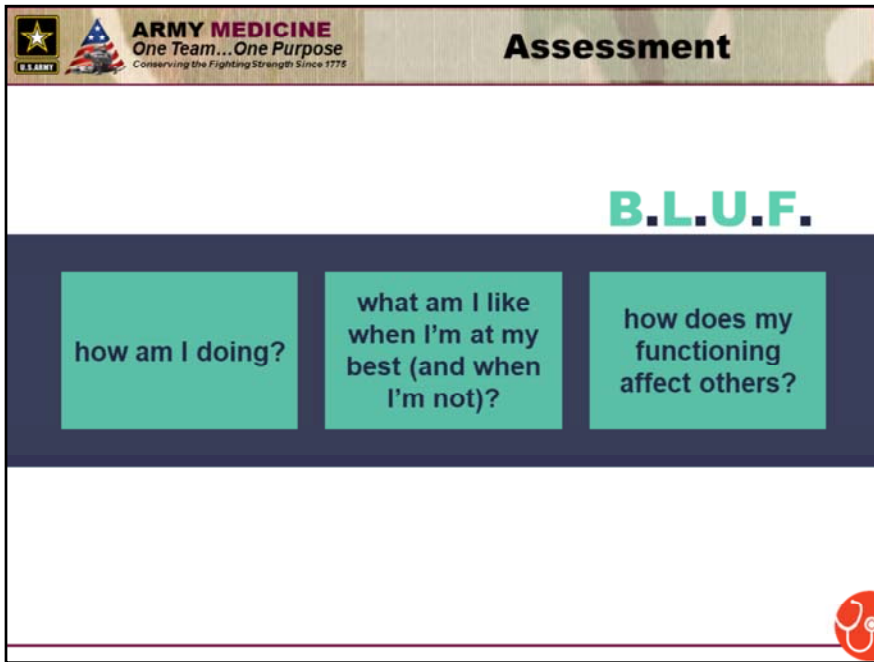 U.S. ARMY
ARMY MEDICINE
One Team...One Purpose
Conserving the Fighting Strength Since 1775
Assessment
B.L.U.F.
how am I doing?
what am I like
when I'm at my
best (and when
I'm not)?
how does my
functioning
affect others?